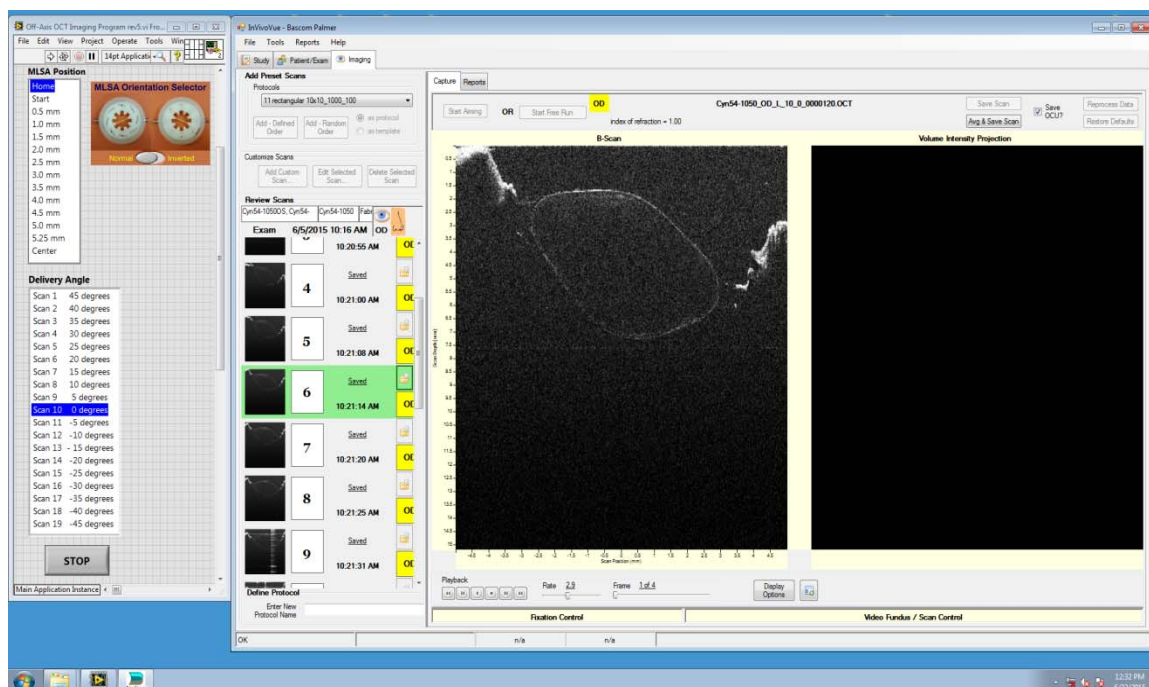 Off-Axis OCT Imaging Program rev5.vi Fro...
File Edit View Project Operate Tools Win
14pt Applicati
MLSA Position
Home
Start
0.5 mm
1.0 mm
1.5 mm
2.0 mm
2.5 mm
3.0 mm
3.5 mm
4.0 mm
4.5 mm
5.0 mm
5.25 mm
Center
MLSA Orientation Selector
Normal Inverted
Delivery Angle
Scan 1 45 degrees
Scan 2 40 degrees
Scan 3 35 degrees
Scan 4 30 degrees
Scan 5 25 degrees
Scan 6 20 degrees
Scan 7 15 degrees
Scan 8 10 degrees
Scan 9 5 degrees
Scan 10 0 degrees
Scan 11 -5 degrees
Scan 12 -10 degrees
Scan 13 - 15 degrees
Scan 14 -20 degrees
Scan 15 -25 degrees
Scan 16 -30 degrees
Scan 17 -35 degrees
Scan 18 -40 degrees
Scan 19 -45 degrees
STOP
Main Application Instance
InVivoVue - Bascom Palmer
File Tools Reports Help
Study Patient/Exam Imaging
Add Preset Scans
Protocols
11 rectangular 10x10_1000_100
Add - Defined Order
Add - Random Order
as protocol
as template
Customize Scans
Add Custom Scan...
Edit Selected Scan...
Delete Selected Scan
Review Scans
Cyn54-1050OS, Cyn54- Cyn54-1050
Exam 6/5/2015 10:16 AM OD
10:20:55 AM
4 Saved
10:21:00 AM
5 Saved
10:21:08 AM
6 Saved
10:21:14 AM
7 Saved
10:21:20 AM
8 Saved
10:21:25 AM
9 Saved
10:21:31 AM
Define Protocol
Enter New
Protocol Name
Capture Reports
Start Aiming OR Start Free Run OD
index of refraction = 1.00
Cyn54-1050_OD_L_10_0_0000120.OCT
Save Scan
Avg & Save Scan
Save OCU?
Reprocess Data
Restore Defaults
B-Scan
Volume Intensity Projection
Scan Position (mm)
Playback
Rate 2.9
Frame 1 of 4
Display Options
Fixation Control
Video Fundus / Scan Control
OK n/a n/a
12:32 PM